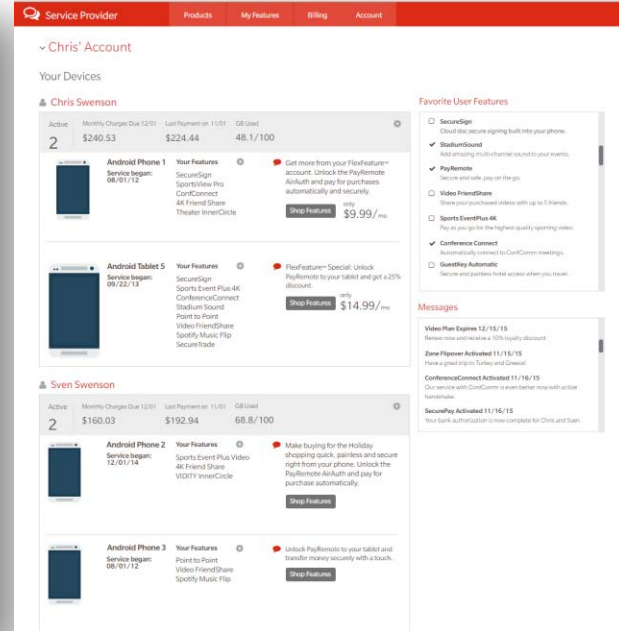 Service Provider
Products
My Features
Billing
Account
Chris' Account
Your Devices
Chris Swenson
Active
2
Monthly Charges Due 12/01
$240.53
Last Payment on 11/01
$224.44
GB Used
48.1/100
Android Phone 1
Service began:
08/01/12
Your Features
SecureSign
SportsView Pro
ConfConnect
4K Friend Share
Theater InnerCircle
Get more from your FlexFeature℠
account. Unlock the PayRemote
AirAuth and pay for purchases
automatically and securely.
Shop Features
only
$9.99/mo
Android Tablet 5
Service began:
09/22/13
Your Features
SecureSign
Sports Event Plus 4K
ConferenceConnect
Stadium Sound
Point to Point
Video FriendShare
Spotify Music Flip
SecureTrade
FlexFeature℠ Special: Unlock
PayRemote to your tablet and get a 25%
discount.
Shop Features
only
$14.99/mo
Sven Swenson
Active
2
Monthly Charges Due 12/01
$160.03
Last Payment on 11/01
$192.94
GB Used
68.8/100
Android Phone 2
Service began:
12/01/14
Your Features
Sports Event Plus Video
4K Friend Share
VIDITY InnerCircle
Make buying for the Holiday
shopping quick, painless and secure
right from your phone. Unlock the
PayRemote AirAuth and pay for
purchase automatically.
Shop Features
Android Phone 3
Service began:
08/01/12
Your Features
Point to Point
Video FriendShare
Spotify Music Flip
Unlock PayRemote to your tablet and
transfer money securely with a touch.
Shop Features
Favorite User Features
SecureSign
Cloud doc secure signing built into your phone.
StadiumSound
Add amazing multi-channel sound to your events.
PayRemote
Secure and safe, pay on the go.
Video FriendShare
Share your purchased videos with up to 5 friends.
Sports EventPlus 4K
Pay as you go for the highest quality sporting video.
Conference Connect
Automatically connect to ConfComm meetings.
GuestKey Automatic
Secure and painless hotel access when you travel.
Messages
Video Plan Expires 12/15/15
Renew now and receive a 10% loyalty discount
Zone Flipover Activated 11/15/15
Have a great trip to Turkey and Greece!
ConferenceConnect Activated 11/16/15
Our service with ConfComm is even better now with active
handshake.
SecurePay Activated 11/16/15
Your bank authorization is now complete for Chris and Sven.